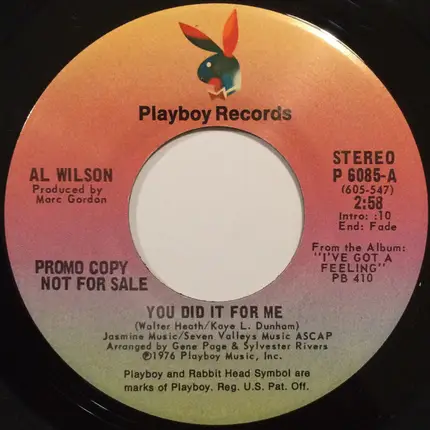 Playboy Records
AL WILSON
Produced by
Marc Gordon
PROMO COPY
NOT FOR SALE
STEREO
P 6085-A
(605-547)
2:58
Intro: :10
End: Fade
From the Album:
"I'VE GOT A
FEELING"
PB 410
YOU DID IT FOR ME
(Walter Heath/Kaye L. Dunham)
Jasmine Music/Seven Valleys Music ASCAP
Arranged by Gene Page & Sylvester Rivers
℗1976 Playboy Music, Inc.
Playboy and Rabbit Head Symbol are
marks of Playboy. Reg. U.S. Pat. Off.